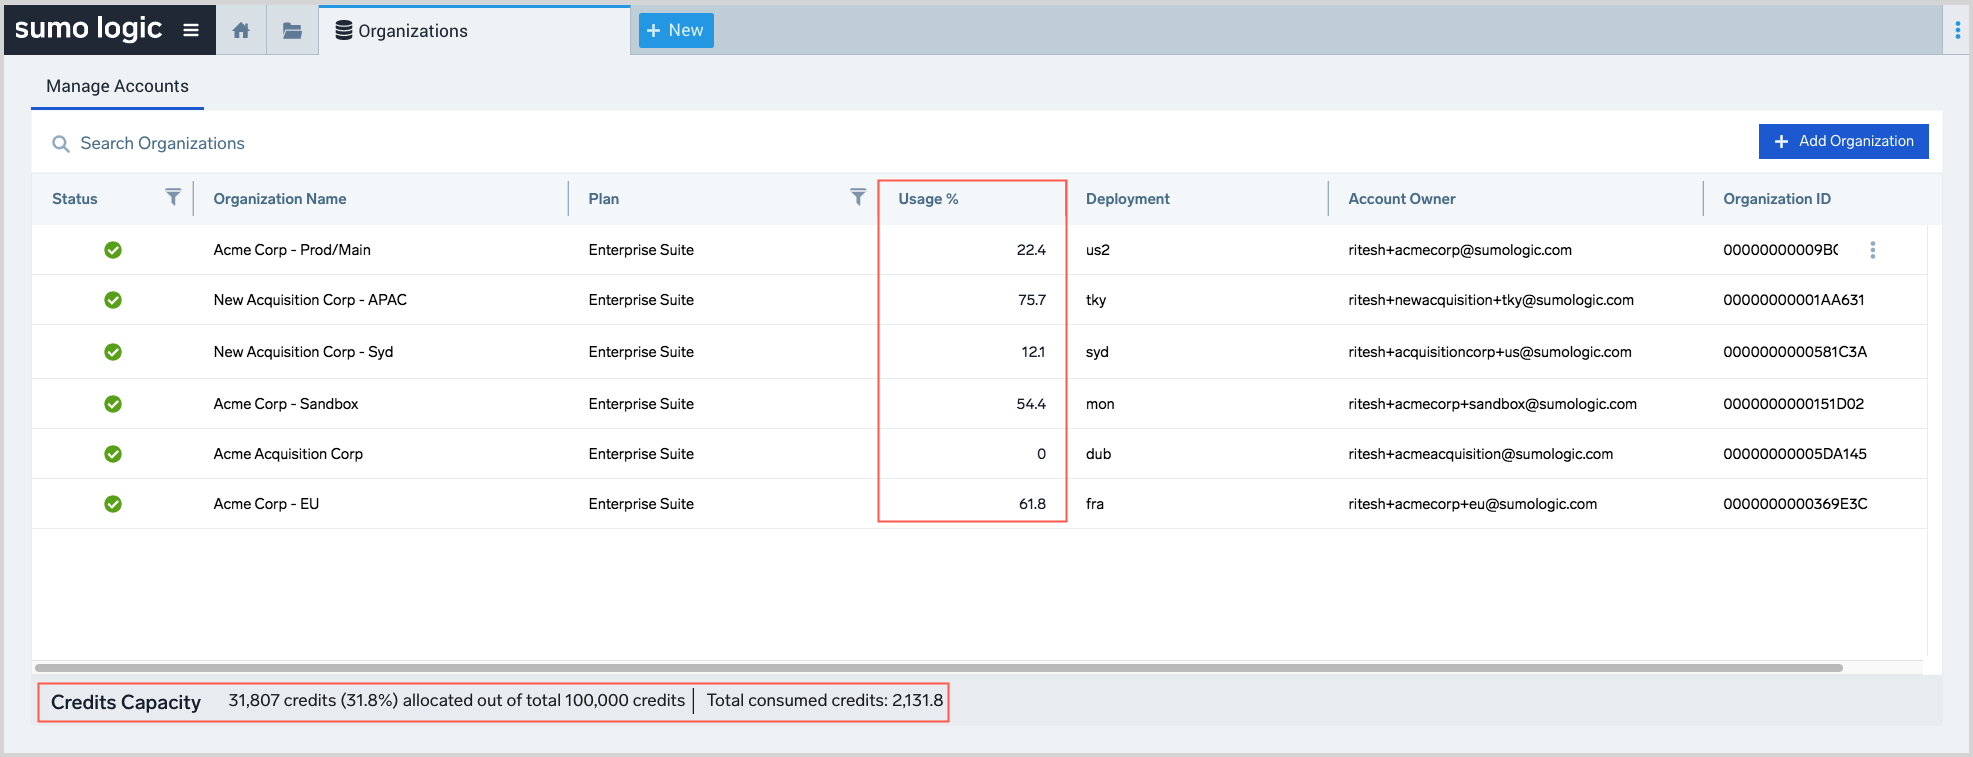 sumo logic Organizations + New
Manage Accounts
Search Organizations + Add Organization
Status Organization Name Plan Usage % Deployment Account Owner Organization ID
Acme Corp - Prod/Main Enterprise Suite 22.4 us2 ritesh+acmecorp@sumologic.com
New Acquisition Corp - APAC Enterprise Suite 75.7 tky ritesh+newacquisition+tky@sumologic.com 00000000001AA631
New Acquisition Corp - Syd Enterprise Suite 12.1 syd ritesh+acquisitioncorp+us@sumologic.com 0000000000581C3A
Acme Corp - Sandbox Enterprise Suite 54.4 mon ritesh+acmecorp+sandbox@sumologic.com 0000000000151D02
Acme Acquisition Corp Enterprise Suite 0 dub ritesh+acmeacquisition@sumologic.com 00000000005DA145
Acme Corp - EU Enterprise Suite 61.8 fra ritesh+acmecorp+eu@sumologic.com 0000000000369E3C
Credits Capacity 31,807 credits (31.8%) allocated out of total 100,000 credits Total consumed credits: 2,131.8